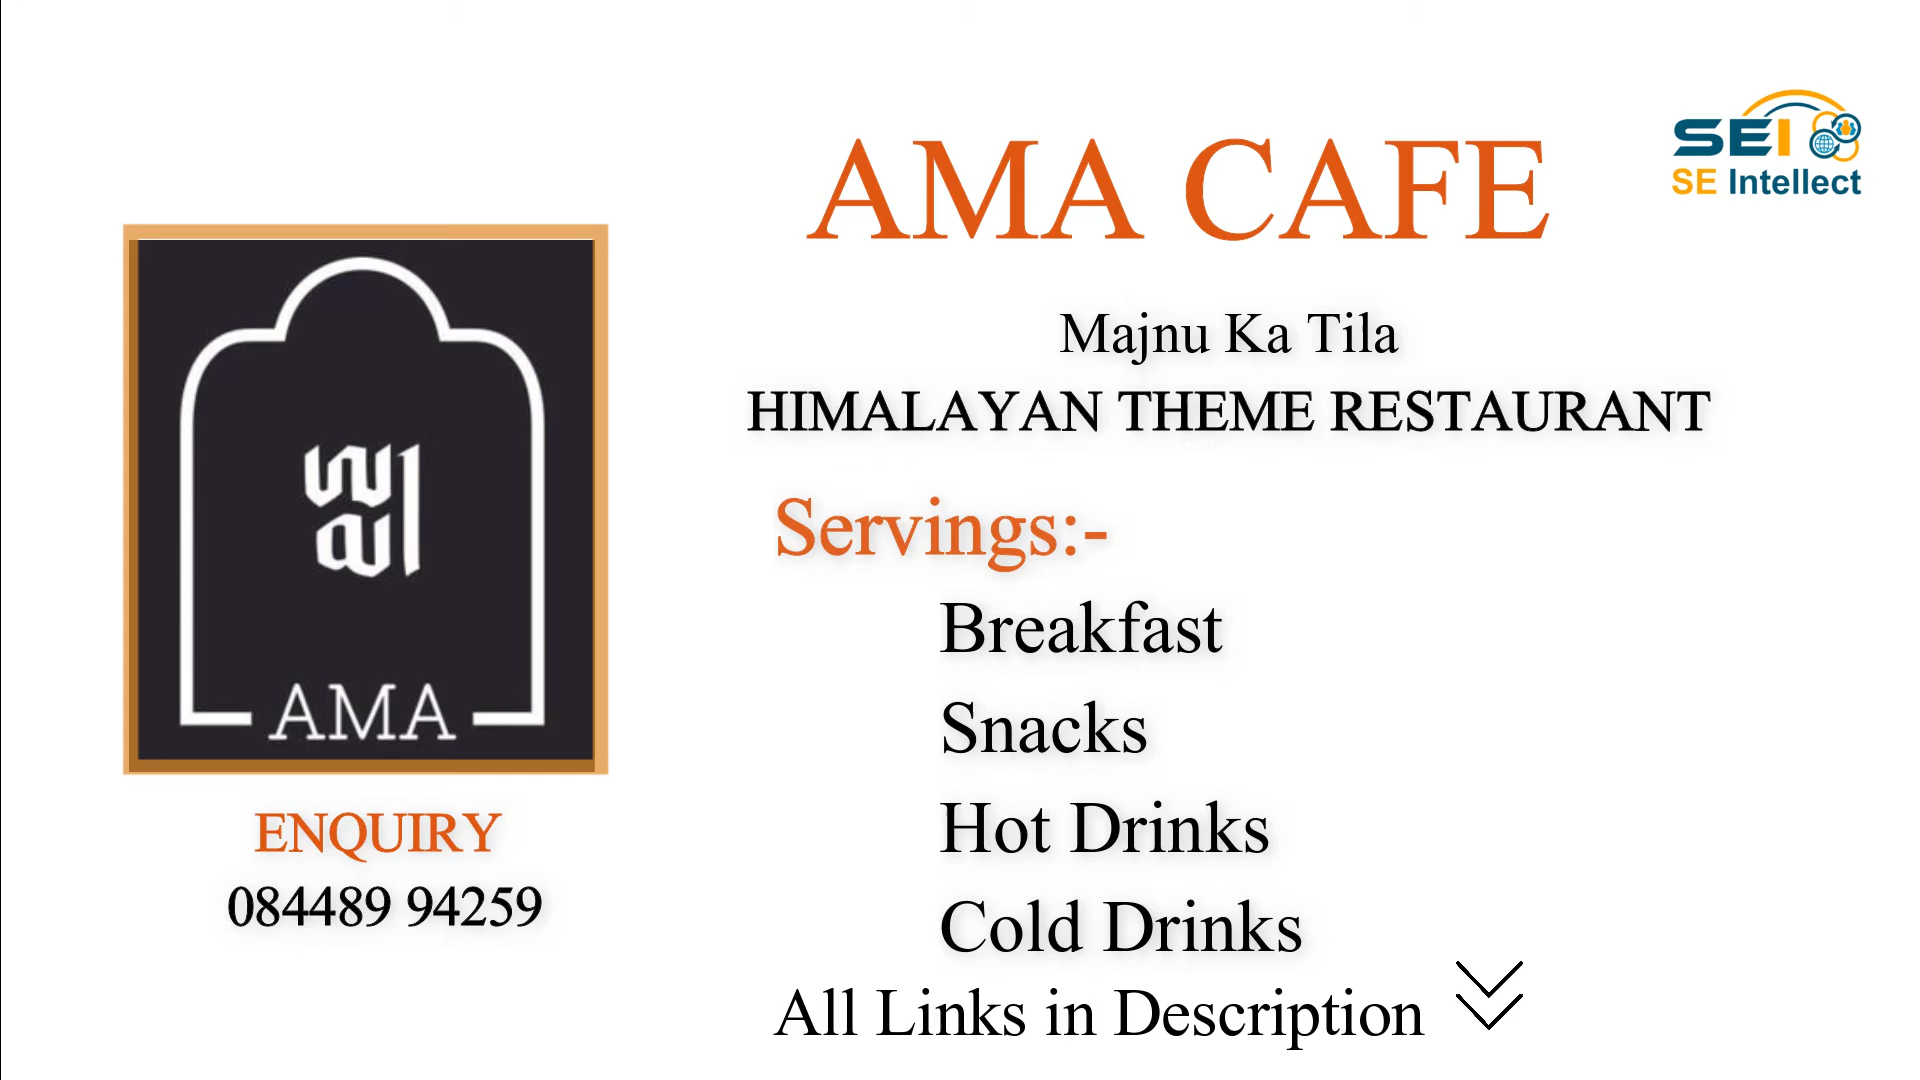 AMA CAFE
SEI
SE Intellect
Majnu Ka Tila
HIMALAYAN THEME RESTAURANT
AMA
ENQUIRY
084489 94259
Servings:-
Breakfast
Snacks
Hot Drinks
Cold Drinks
All Links in Description